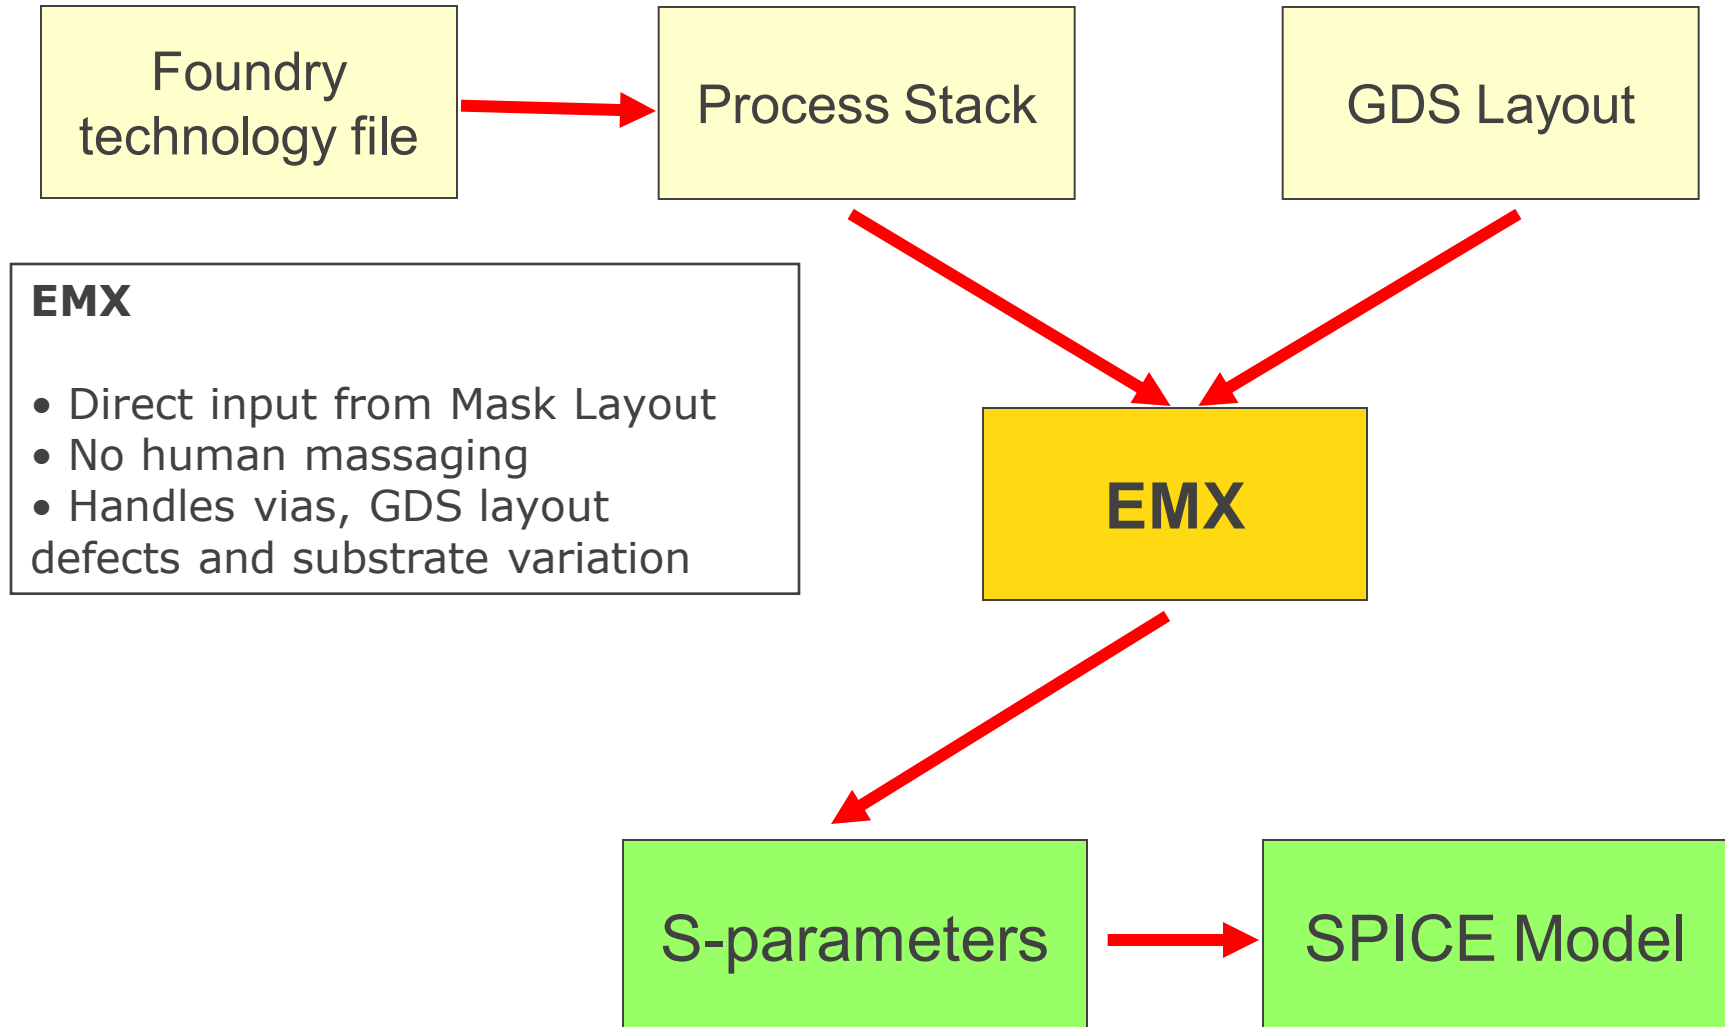 Foundry
technology file
Process Stack
GDS Layout
EMX
• Direct input from Mask Layout
• No human massaging
• Handles vias, GDS layout
defects and substrate variation
EMX
S-parameters
SPICE Model